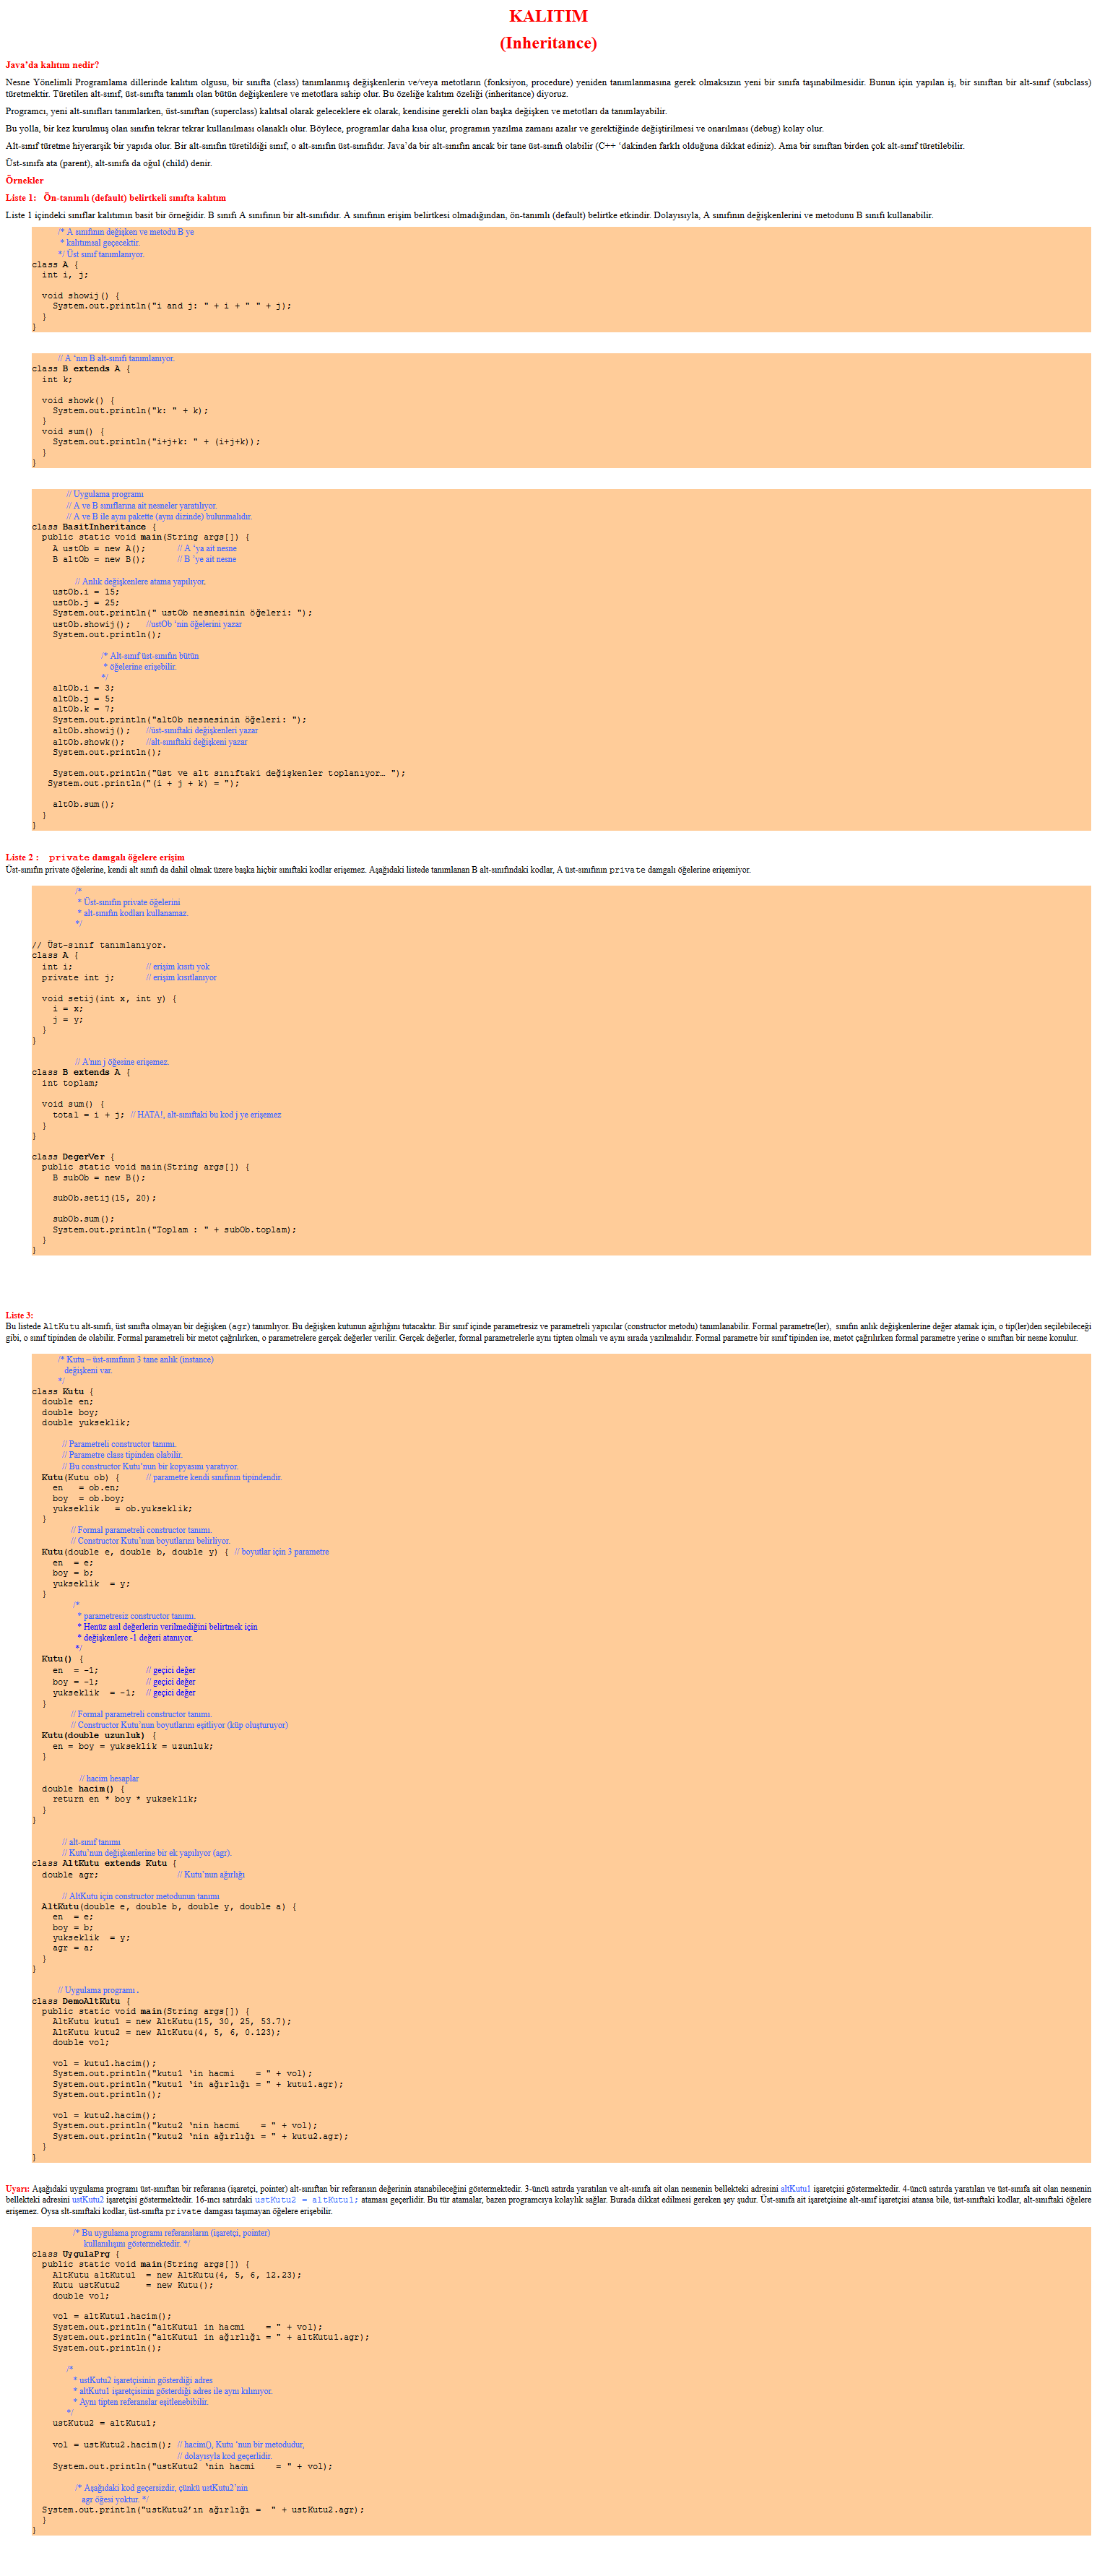 KALITIM
(Inheritance)
Java’da kalıtım nedir?
Nesne Yönelimli Programlama dillerinde kalıtım olgusu, bir sınıfta (class) tanımlanmış değişkenlerin ve/veya metotların (fonksiyon, procedure) yeniden tanımlanmasına gerek olmaksızın yeni bir sınıfa taşınabilmesidir. Bunun için yapılan iş, bir sınıftan bir alt-sınıf (subclass)
türetmektir. Türetilen alt-sınıf, üst-sınıfta tanımlı olan bütün değişkenlere ve metotlara sahip olur. Bu özeliğe kalıtım özeliği (inheritance) diyoruz.
Programcı, yeni alt-sınıfları tanımlarken, üst-sınıftan (superclass) kalıtsal olarak geleceklere ek olarak, kendisine gerekli olan başka değişken ve metotları da tanımlayabilir.
Bu yolla, bir kez kurulmuş olan sınıfın tekrar tekrar kullanılması olanaklı olur. Böylece, programlar daha kısa olur, programın yazılma zamanı azalır ve gerektiğinde değiştirilmesi ve onarılması (debug) kolay olur.
Alt-sınıf türetme hiyerarşik bir yapıda olur. Bir alt-sınıfın türetildiği sınıf, o alt-sınıfın üst-sınıfıdır. Java’da bir alt-sınıfın ancak bir tane üst-sınıfı olabilir (C++ ‘dakinden farklı olduğuna dikkat ediniz). Ama bir sınıftan birden çok alt-sınıf türetilebilir.
Üst-sınıfa ata (parent), alt-sınıfa da oğul (child) denir.
Örnekler
Liste 1: Ön-tanımlı (default) belirtkeli sınıfta kalıtım
Liste 1 içindeki sınıflar kalıtımın basit bir örneğidir. B sınıfı A sınıfının bir alt-sınıfıdır. A sınıfının erişim belirtkesi olmadığından, ön-tanımlı (default) belirtke etkindir. Dolayısıyla, A sınıfının değişkenlerini ve metodunu B sınıfı kullanabilir.
/* A sınıfının değişken ve metodu B ye
* kalıtımsal geçecektir.
*/ Üst sınıf tanımlanıyor.
class A {
int i, j;
void showij() {
System.out.println("i and j: " + i + " " + j);
}
}
// A ‘nın B alt-sınıfı tanımlanıyor.
class B extends A {
int k;
void showk() {
System.out.println("k: " + k);
}
void sum() {
System.out.println("i+j+k: " + (i+j+k));
}
}
// Uygulama programı
// A ve B sınıflarına ait nesneler yaratılıyor.
// A ve B ile aynı pakette (aynı dizinde) bulunmalıdır.
class BasitInheritance {
public static void main(String args[]) {
A ustOb = new A(); // A ‘ya ait nesne
B altOb = new B(); // B ‘ye ait nesne
// Anlık değişkenlere atama yapılıyor.
ustOb.i = 15;
ustOb.j = 25;
System.out.println(" ustOb nesnesinin öğeleri: ");
ustOb.showij(); //ustOb ‘nin öğelerini yazar
System.out.println();
/* Alt-sınıf üst-sınıfın bütün
* öğelerine erişebilir.
*/
altOb.i = 3;
altOb.j = 5;
altOb.k = 7;
System.out.println("altOb nesnesinin öğeleri: ");
altOb.showij(); //üst-sınıftaki değişkenleri yazar
altOb.showk(); //alt-sınıftaki değişkeni yazar
System.out.println();
System.out.println("üst ve alt sınıftaki değişkenler toplanıyor… ");
System.out.println("(i + j + k) = ");
altOb.sum();
}
}
Liste 2 : private damgalı öğelere erişim
Üst-sınıfın private öğelerine, kendi alt sınıfı da dahil olmak üzere başka hiçbir sınıftaki kodlar erişemez. Aşağıdaki listede tanımlanan B alt-sınıfındaki kodlar, A üst-sınıfının private damgalı öğelerine erişemiyor.
/*
* Üst-sınıfın private öğelerini
* alt-sınıfın kodları kullanamaz.
*/
// Üst-sınıf tanımlanıyor.
class A {
int i; // erişim kısıtı yok
private int j; // erişim kısıtlanıyor
void setij(int x, int y) {
i = x;
j = y;
}
}
// A'nın j öğesine erişemez.
class B extends A {
int toplam;
void sum() {
total = i + j; // HATA!, alt-sınıftaki bu kod j ye erişemez
}
}
class DegerVer {
public static void main(String args[]) {
B subOb = new B();
subOb.setij(15, 20);
subOb.sum();
System.out.println("Toplam : " + subOb.toplam);
}
}
Liste 3:
Bu listede AltKutu alt-sınıfı, üst sınıfta olmayan bir değişken (agr) tanımlıyor. Bu değişken kutunun ağırlığını tutacaktır. Bir sınıf içinde parametresiz ve parametreli yapıcılar (constructor metodu) tanımlanabilir. Formal parametre(ler), sınıfın anlık değişkenlerine değer atamak için, o tip(ler)den seçilebileceği
gibi, o sınıf tipinden de olabilir. Formal parametreli bir metot çağrılırken, o parametrelere gerçek değerler verilir. Gerçek değerler, formal parametrelerle aynı tipten olmalı ve aynı sırada yazılmalıdır. Formal parametre bir sınıf tipinden ise, metot çağrılırken formal parametre yerine o sınıftan bir nesne konulur.
/* Kutu – üst-sınıfının 3 tane anlık (instance)
değişkeni var.
*/
class Kutu {
double en;
double boy;
double yukseklik;
// Parametreli constructor tanımı.
// Parametre class tipinden olabilir.
// Bu constructor Kutu’nun bir kopyasını yaratıyor.
Kutu(Kutu ob) { // parametre kendi sınıfının tipindendir.
en = ob.en;
boy = ob.boy;
yukseklik = ob.yukseklik;
}
// Formal parametreli constructor tanımı.
// Constructor Kutu’nun boyutlarını belirliyor.
Kutu(double e, double b, double y) { // boyutlar için 3 parametre
en = e;
boy = b;
yukseklik = y;
}
/*
* parametresiz constructor tanımı.
* Henüz asıl değerlerin verilmediğini belirtmek için
* değişkenlere -1 değeri atanıyor.
*/
Kutu() {
en = -1; // geçici değer
boy = -1; // geçici değer
yukseklik = -1; // geçici değer
}
// Formal parametreli constructor tanımı.
// Constructor Kutu’nun boyutlarını eşitliyor (küp oluşturuyor)
Kutu(double uzunluk) {
en = boy = yukseklik = uzunluk;
}
// hacim hesaplar
double hacim() {
return en * boy * yukseklik;
}
}
// alt-sınıf tanımı
// Kutu’nun değişkenlerine bir ek yapılıyor (agr).
class AltKutu extends Kutu {
double agr; // Kutu’nun ağırlığı
// AltKutu için constructor metodunun tanımı
AltKutu(double e, double b, double y, double a) {
en = e;
boy = b;
yukseklik = y;
agr = a;
}
}
// Uygulama programı .
class DemoAltKutu {
public static void main(String args[]) {
AltKutu kutu1 = new AltKutu(15, 30, 25, 53.7);
AltKutu kutu2 = new AltKutu(4, 5, 6, 0.123);
double vol;
vol = kutu1.hacim();
System.out.println("kutu1 ‘in hacmi = " + vol);
System.out.println("kutu1 ‘in ağırlığı = " + kutu1.agr);
System.out.println();
vol = kutu2.hacim();
System.out.println("kutu2 ‘nin hacmi = " + vol);
System.out.println("kutu2 ‘nin ağırlığı = " + kutu2.agr);
}
}
Uyarı: Aşağıdaki uygulama programı üst-sınıftan bir referansa (işaretçi, pointer) alt-sınıftan bir referansın değerinin atanabileceğini göstermektedir. 3-üncü satırda yaratılan ve alt-sınıfa ait olan nesnenin bellekteki adresini altKutu1 işaretçisi göstermektedir. 4-üncü satırda yaratılan ve üst-sınıfa ait olan nesnenin
bellekteki adresini ustKutu2 işaretçisi göstermektedir. 16-ıncı satırdaki ustKutu2 = altKutu1; ataması geçerlidir. Bu tür atamalar, bazen programcıya kolaylık sağlar. Burada dikkat edilmesi gereken şey şudur. Üst-sınıfa ait işaretçisine alt-sınıf işaretçisi atansa bile, üst-sınıftaki kodlar, alt-sınıftaki öğelere
erişemez. Oysa slt-sınıftaki kodlar, üst-sınıfta private damgası taşımayan öğelere erişebilir.
/* Bu uygulama programı referansların (işaretçi, pointer)
kullanılışını göstermektedir. */
class UygulaPrg {
public static void main(String args[]) {
AltKutu altKutu1 = new AltKutu(4, 5, 6, 12.23);
Kutu ustKutu2 = new Kutu();
double vol;
vol = altKutu1.hacim();
System.out.println("altKutu1 in hacmi = " + vol);
System.out.println("altKutu1 in ağırlığı = " + altKutu1.agr);
System.out.println();
/*
* ustKutu2 işaretçisinin gösterdiği adres
* altKutu1 işaretçisinin gösterdiği adres ile aynı kılınıyor.
* Aynı tipten referanslar eşitlenebibilir.
*/
ustKutu2 = altKutu1;
vol = ustKutu2.hacim(); // hacim(), Kutu ‘nun bir metodudur,
// dolayısyla kod geçerlidir.
System.out.println("ustKutu2 ‘nin hacmi = " + vol);
/* Aşağıdaki kod geçersizdir, çünkü ustKutu2’nin
agr öğesi yoktur. */
System.out.println("ustKutu2’ın ağırlığı = " + ustKutu2.agr);
}
}